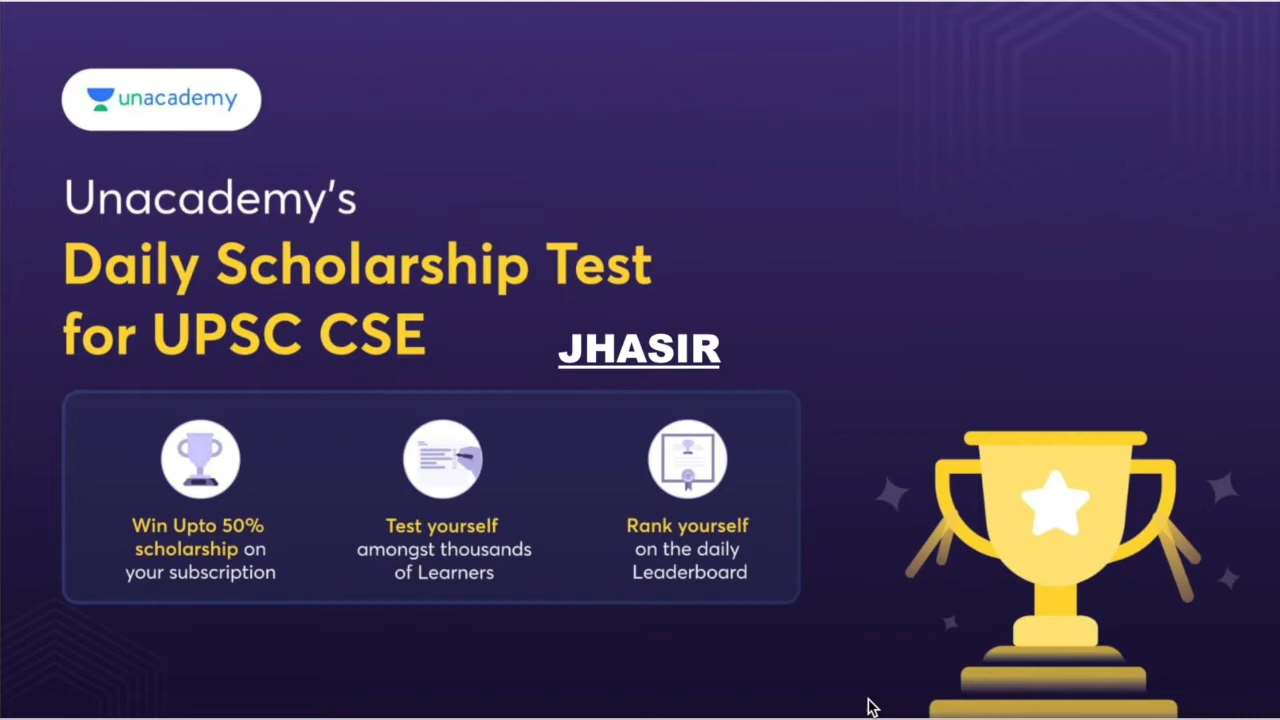 unacademy
Unacademy's
Daily Scholarship Test
for UPSC CSE
JHASIR
Win Upto 50%
scholarship on
your subscription
Test yourself
amongst thousands
of Learners
Rank yourself
on the daily
Leaderboard